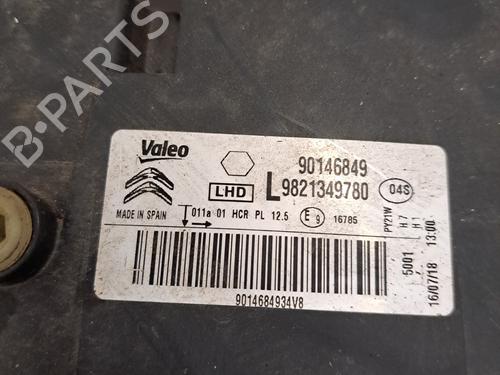 B-PARTS
Valeo
90146849
LHD
L 9821349780
04S
MADE IN SPAIN
011a 01 HCR PL 12.5 E9 16785
PY21W
H7
H1
5001
16/07/18 13:00
9014684934V8